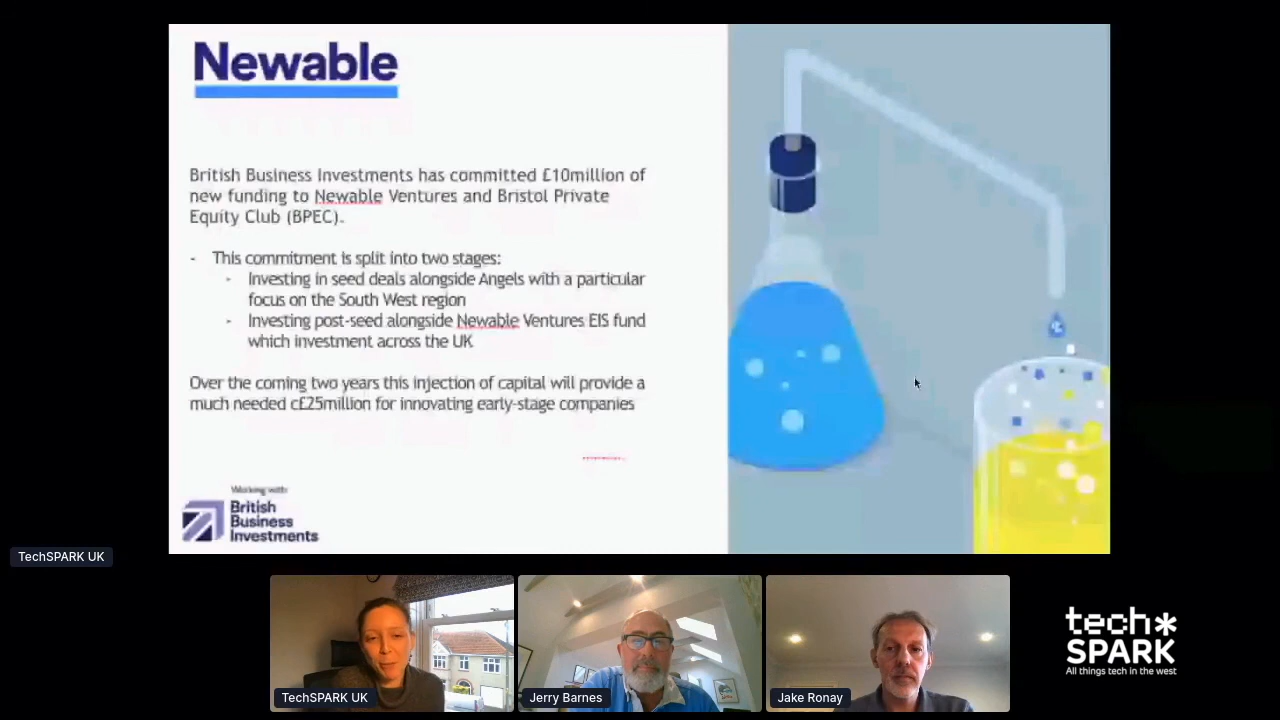 Newable
British Business Investments has committed £10million of
new funding to Newable Ventures and Bristol Private
Equity Club (BPEC).
- This commitment is split into two stages:
- Investing in seed deals alongside Angels with a particular
focus on the South West region
- Investing post-seed alongside Newable Ventures EIS fund
which investment across the UK
Over the coming two years this injection of capital will provide a
much needed c£25million for innovating early-stage companies
Working with:
British
Business
Investments
TechSPARK UK
TechSPARK UK
Jerry Barnes
Jake Ronay
tech
SPARK
All things tech in the west